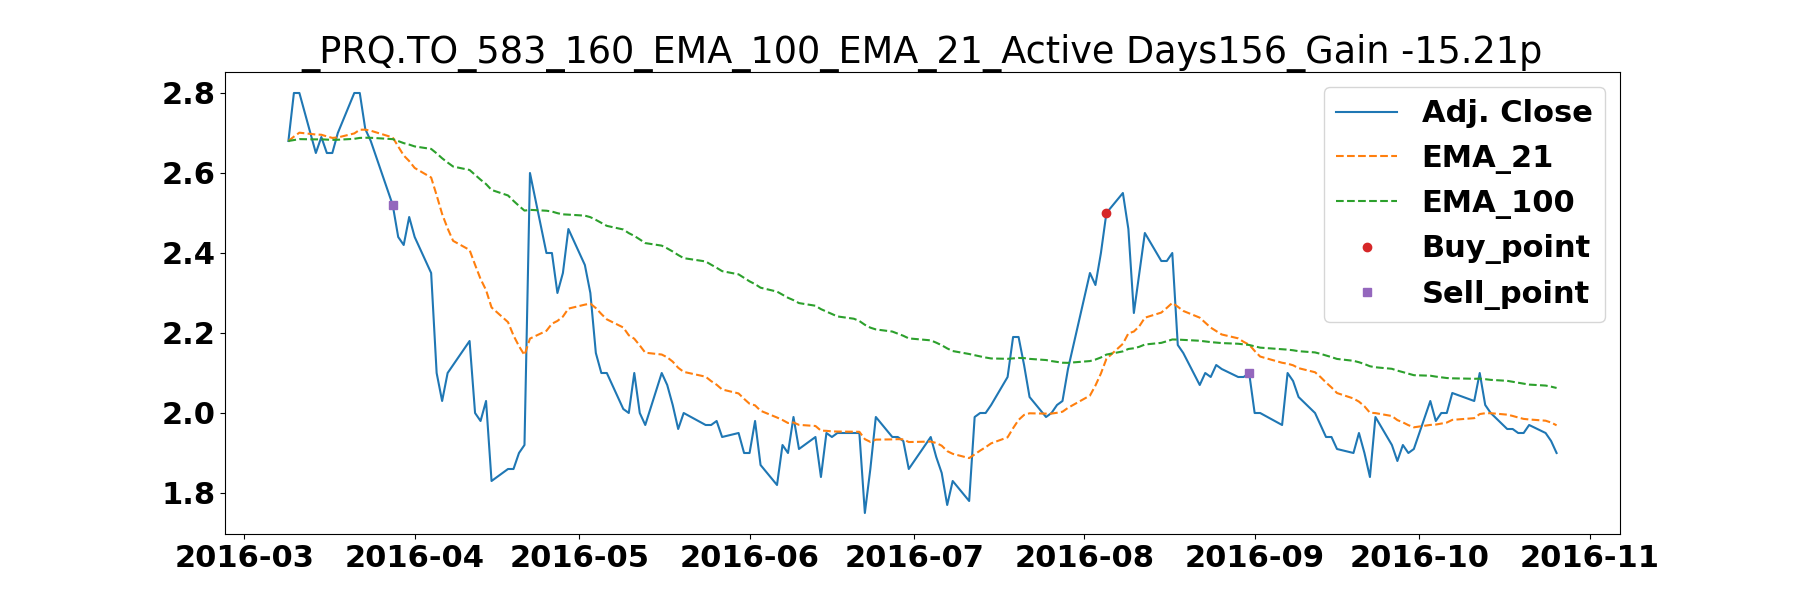 _PRQ.TO_583_160_EMA_100_EMA_21_Active Days156_Gain -15.21p
2.8
2.6
2.4
2.2
2.0
1.8
Adj. Close
EMA_21
EMA_100
Buy_point
Sell_point
2016-03 2016-04 2016-05 2016-06 2016-07 2016-08 2016-09 2016-10 2016-11